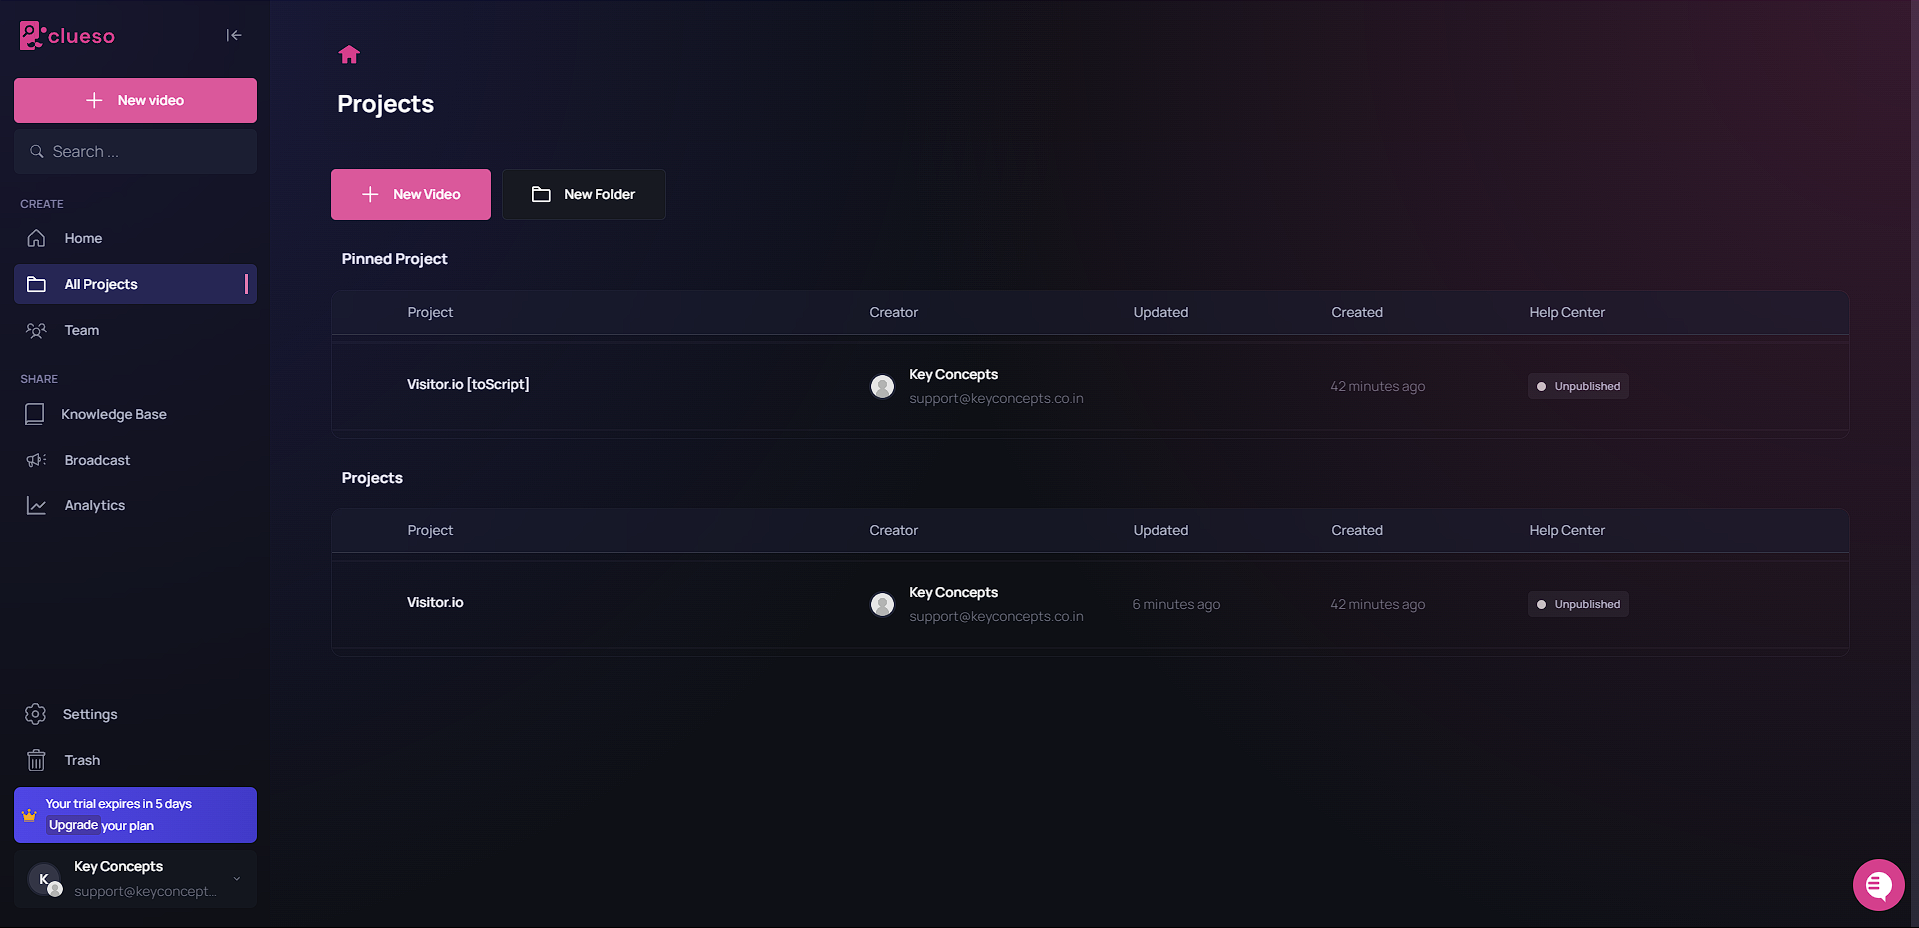 clueso
New video
Search ...
CREATE
Home
All Projects
Team
SHARE
Knowledge Base
Broadcast
Analytics
Settings
Trash
Your trial expires in 5 days
Upgrade your plan
K
Key Concepts
support@keyconcept...
Projects
New Video
New Folder
Pinned Project
Project Creator Updated Created Help Center
Visitor.io [toScript] Key Concepts 42 minutes ago Unpublished
support@keyconcepts.co.in
Projects
Project Creator Updated Created Help Center
Visitor.io Key Concepts 6 minutes ago 42 minutes ago Unpublished
support@keyconcepts.co.in